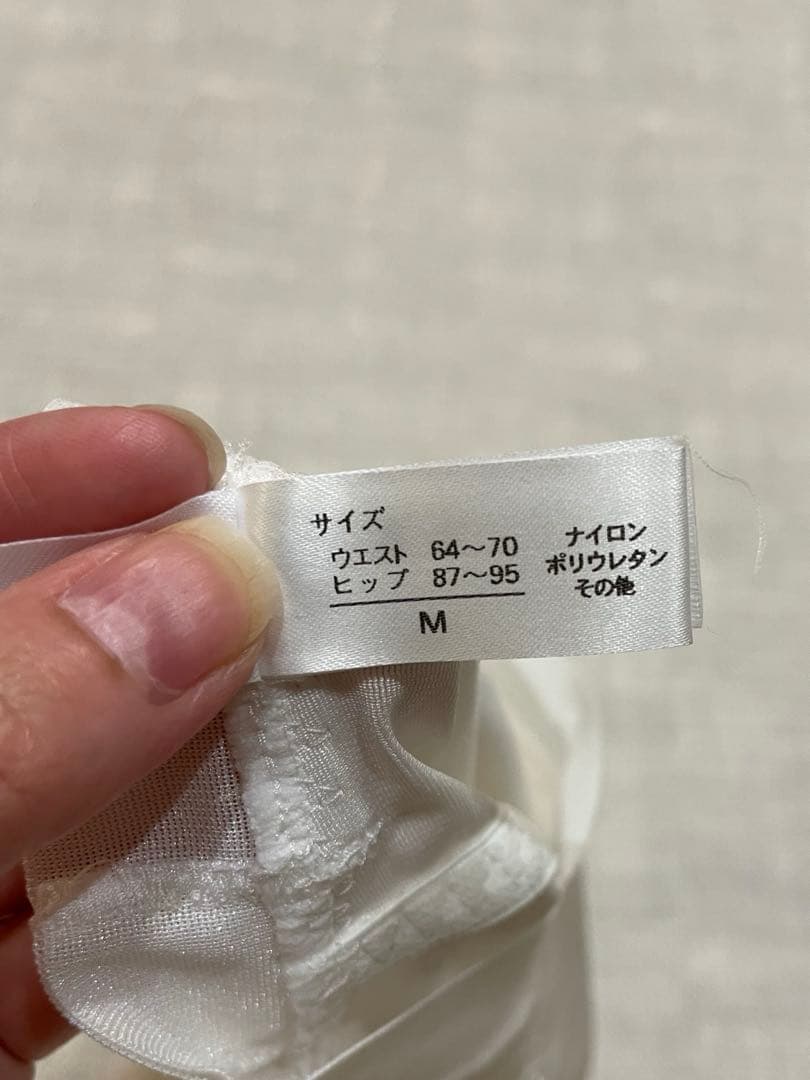 サイズ
ウエスト 64～70
ヒップ 87～95
M
ナイロン
ポリウレタン
その他